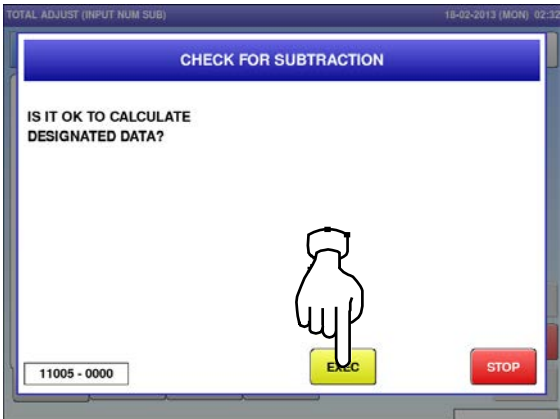 TOTAL ADJUST (INPUT NUM SUB) 18-02-2013 (MON) 02:32
CHECK FOR SUBTRACTION
IS IT OK TO CALCULATE
DESIGNATED DATA?
EXEC
STOP
11005 - 0000